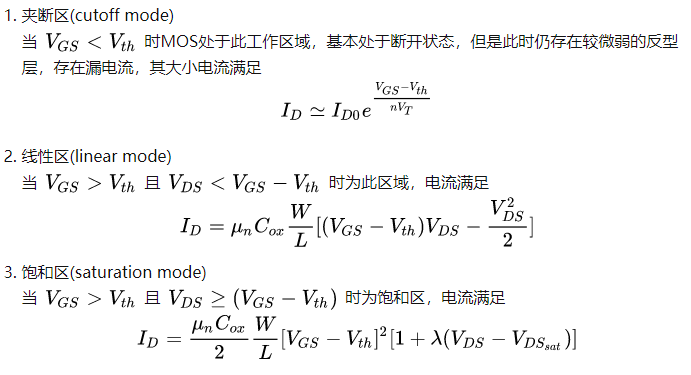 1. 夹断区(cutoff mode)
当 V_{GS} < V_{th} 时MOS处于此工作区域，基本处于断开状态，但是此时仍存在较微弱的反型
层，存在漏电流，其大小电流满足
I_D ≃ I_{D0} e^{\frac{V_{GS}-V_{th}}{nV_T}}
2. 线性区(linear mode)
当 V_{GS} > V_{th} 且 V_{DS} < V_{GS} − V_{th} 时为此区域，电流满足
I_D = μ_n C_{ox} \frac{W}{L} [(V_{GS} − V_{th})V_{DS} − \frac{V_{DS}^2}{2}]
3. 饱和区(saturation mode)
当 V_{GS} > V_{th} 且 V_{DS} ≥ (V_{GS} − V_{th}) 时为饱和区，电流满足
I_D = \frac{μ_n C_{ox}}{2} \frac{W}{L} [V_{GS} − V_{th}]^2 [1 + λ(V_{DS} − V_{DS_{sat}})]